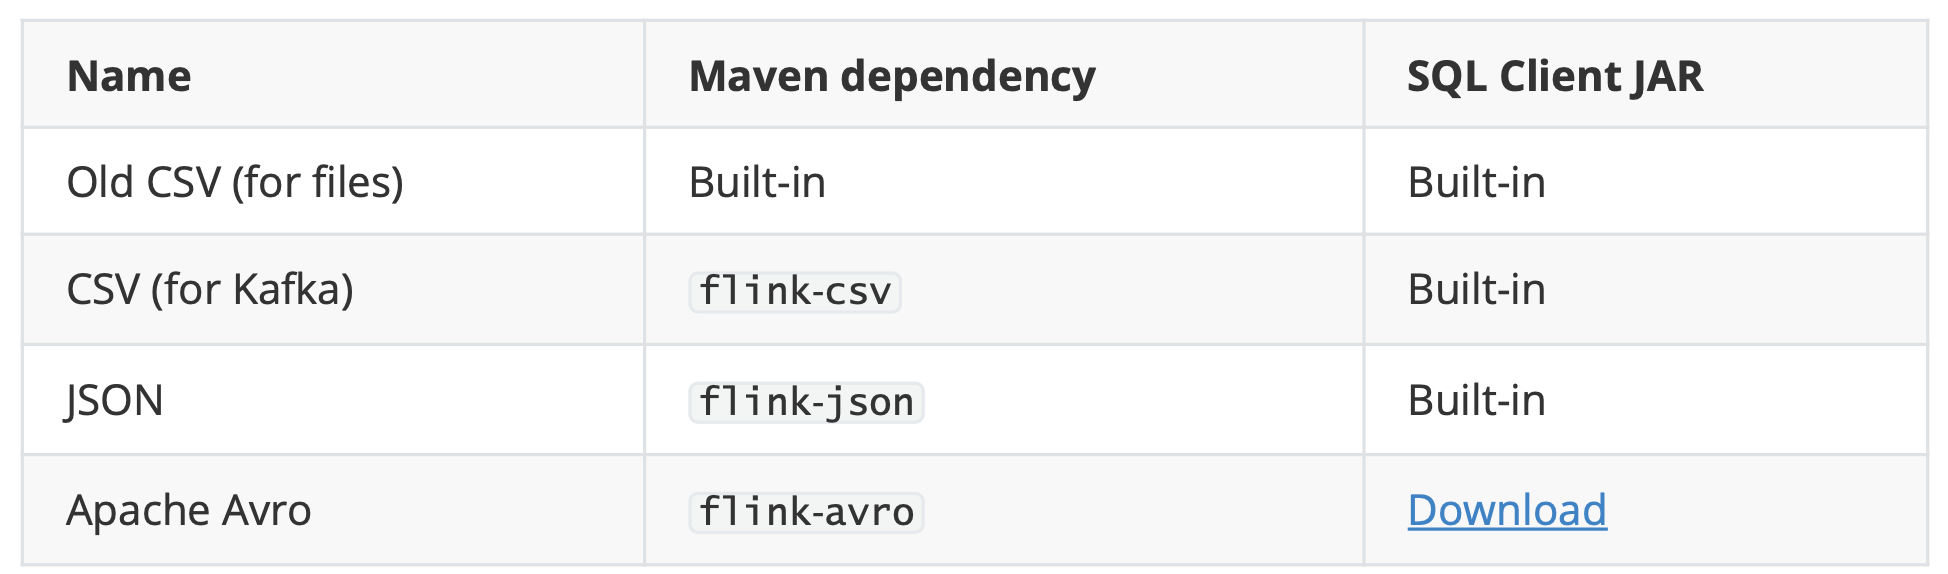 Name Maven dependency SQL Client JAR
Old CSV (for files) Built-in Built-in
CSV (for Kafka) flink-csv Built-in
JSON flink-json Built-in
Apache Avro flink-avro Download